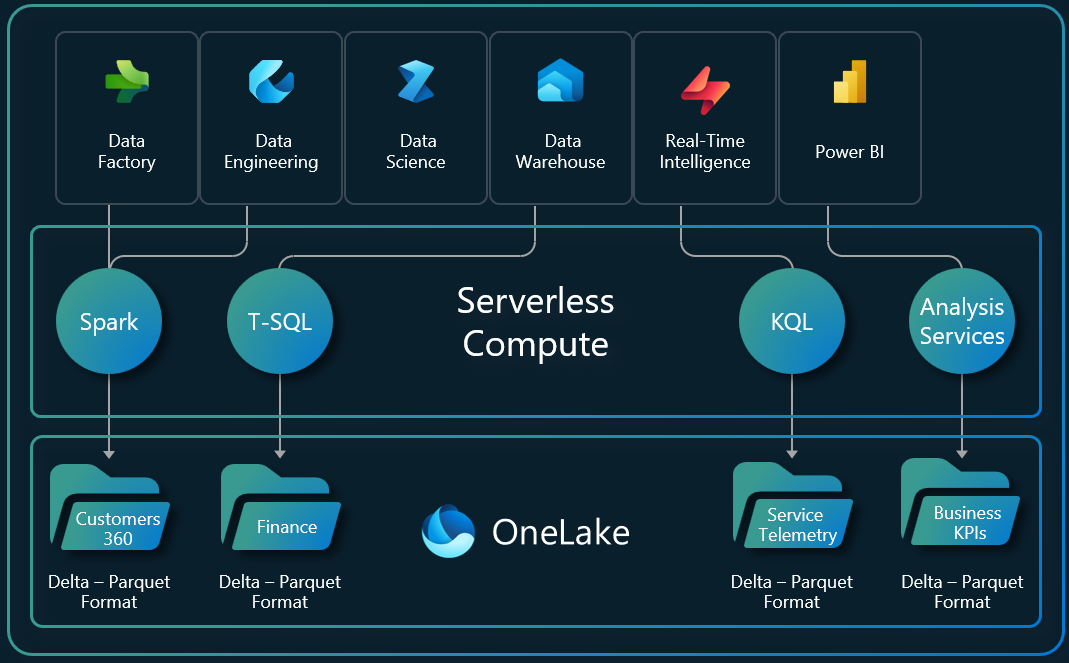 Data
Factory
Data
Engineering
Data
Science
Data
Warehouse
Real-Time
Intelligence
Power BI
Spark
T-SQL
Serverless
Compute
KQL
Analysis
Services
Customers
360
Finance
OneLake
Service
Telemetry
Business
KPIs
Delta – Parquet
Format
Delta – Parquet
Format
Delta – Parquet
Format
Delta – Parquet
Format